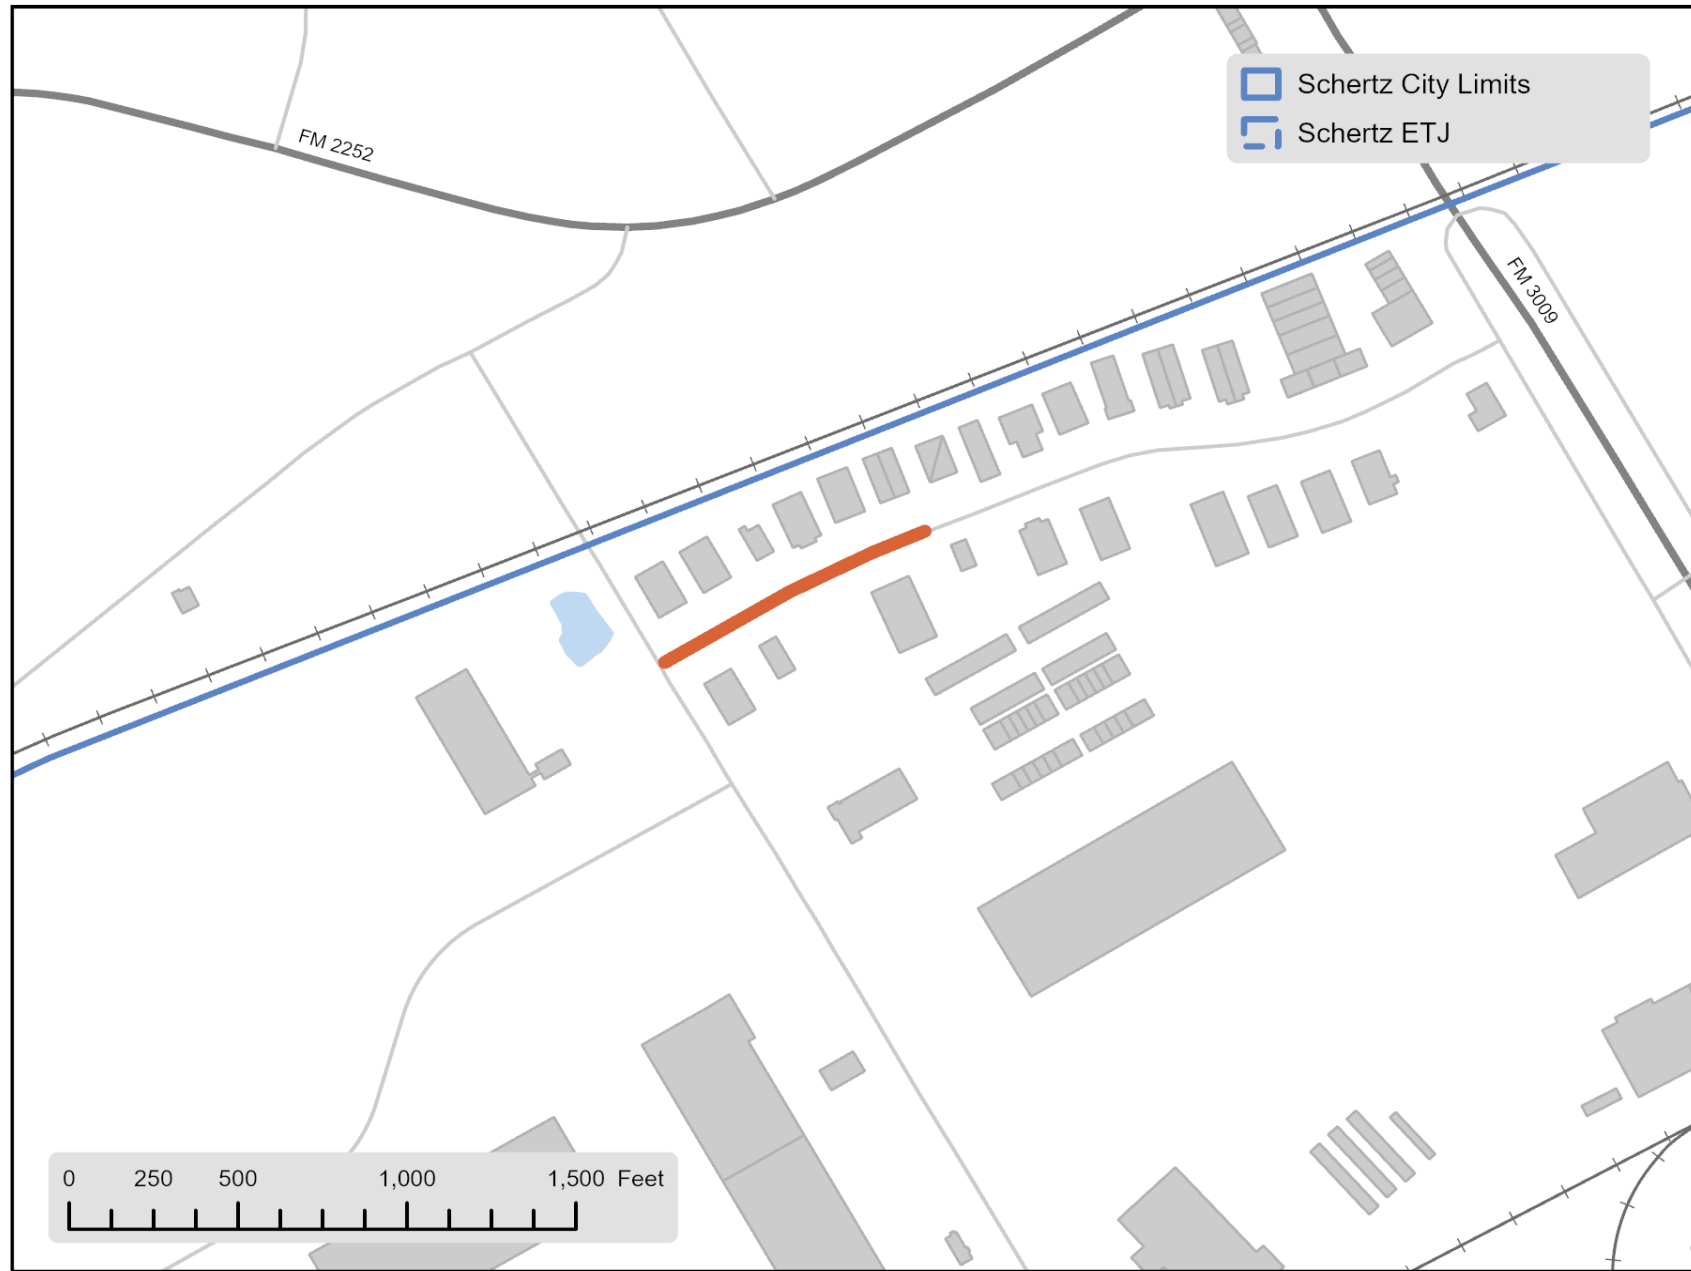 Schertz City Limits
Schertz ETJ
FM 2252
FM 3009
0 250 500 1,000 1,500 Feet